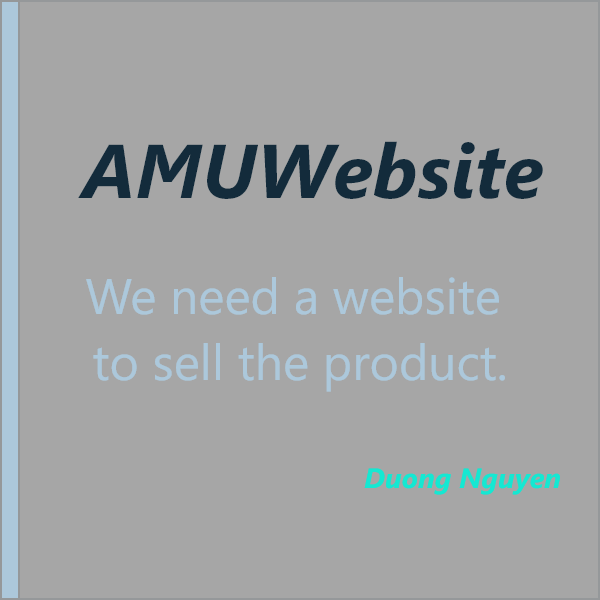 AMUWebsite
We need a website
to sell the product.
Duong Nguyen